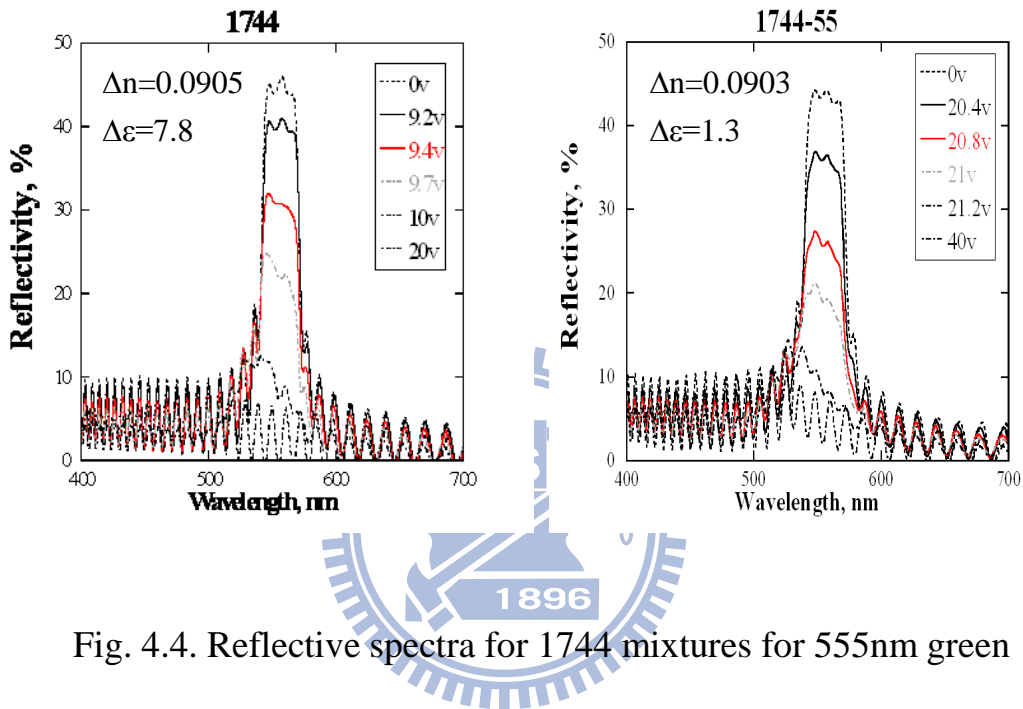 1744
Δn=0.0905
Δε=7.8
0v
9.2v
9.4v
9.7v
10v
20v
Reflectivity, %
50
40
30
20
10
0
400
500
600
700
Wavelength, nm
1744-55
Δn=0.0903
Δε=1.3
0v
20.4v
20.8v
21v
21.2v
40v
Reflectivity, %
50
40
30
20
10
0
400
500
600
700
Wavelength, nm
1896
Fig. 4.4. Reflective spectra for 1744 mixtures for 555nm green